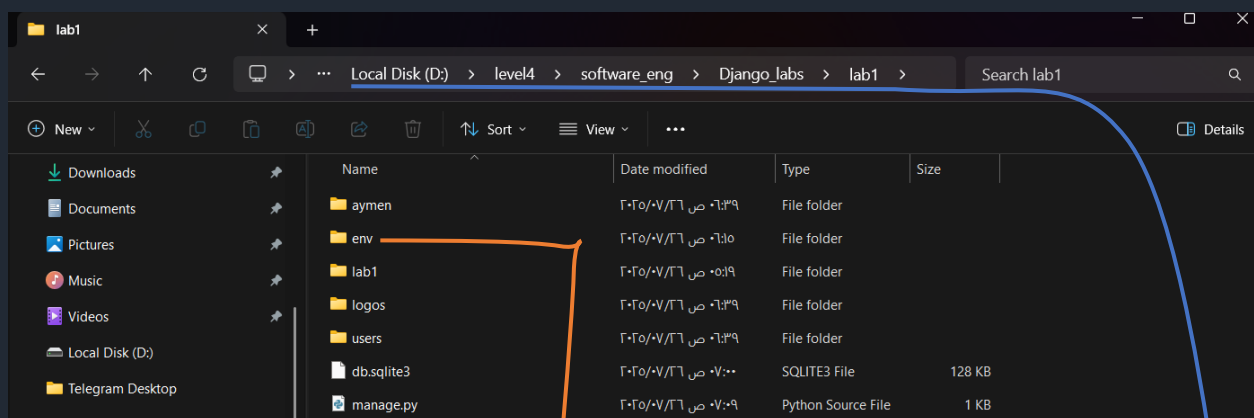 lab1
Local Disk (D:) > level4 > software_eng > Django_labs > lab1 >
Search lab1
New
Sort
View
Details
Name Date modified Type Size
Downloads
Documents
Pictures
Music
Videos
Local Disk (D:)
Telegram Desktop
aymen ٢٠٢٥/٠٧/٢٦ ٠٦:٣٩ ص File folder
env ٢٠٢٥/٠٧/٢٦ ٠٦:١٥ ص File folder
lab1 ٢٠٢٥/٠٧/٢٦ ٠٥:١٩ ص File folder
logos ٢٠٢٥/٠٧/٢٦ ٠٦:٣٩ ص File folder
users ٢٠٢٥/٠٧/٢٦ ٠٦:٣٩ ص File folder
db.sqlite3 ٢٠٢٥/٠٧/٢٦ ٠٧:٠٠ ص SQLITE3 File 128 KB
manage.py ٢٠٢٥/٠٧/٢٦ ٠٧:٠٩ ص Python Source File 1 KB